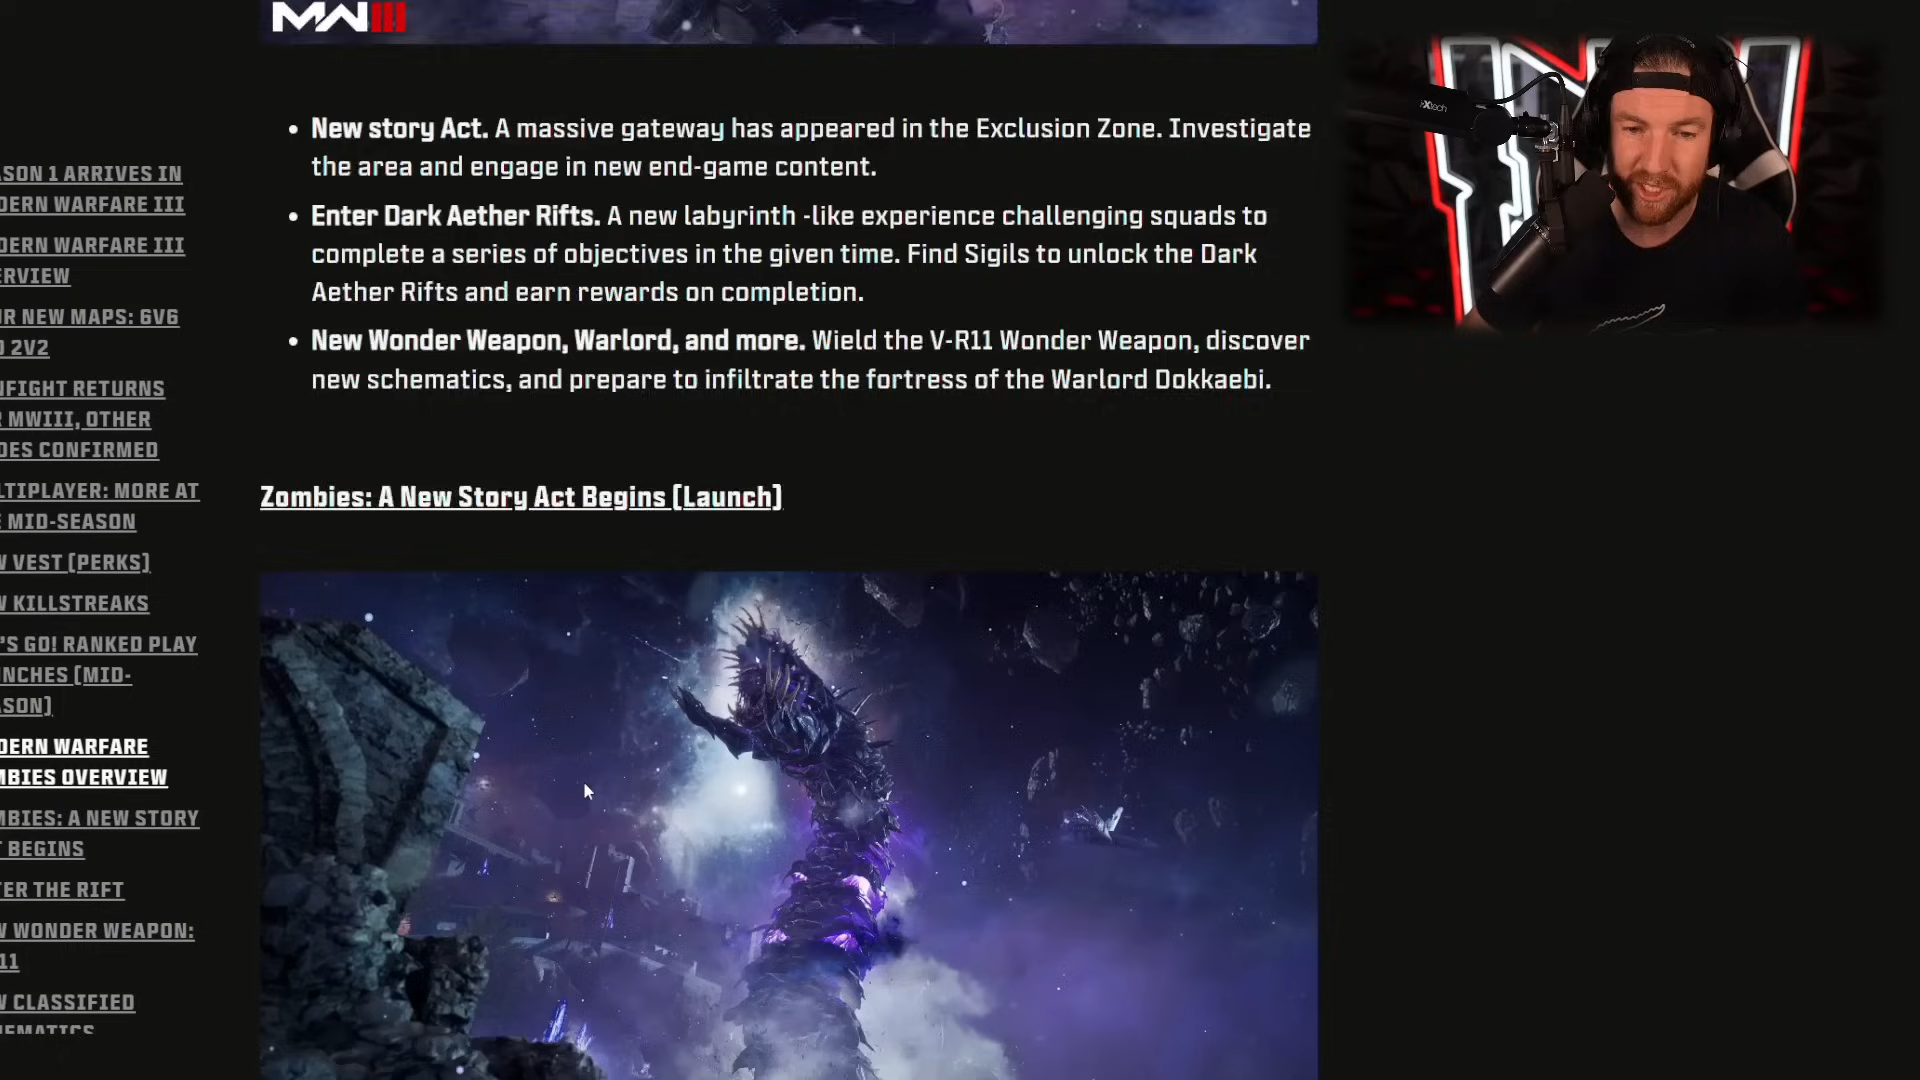 MWIII
New story Act. A massive gateway has appeared in the Exclusion Zone. Investigate
the area and engage in new end-game content.
Enter Dark Aether Rifts. A new labyrinth -like experience challenging squads to
complete a series of objectives in the given time. Find Sigils to unlock the Dark
Aether Rifts and earn rewards on completion.
New Wonder Weapon, Warlord, and more. Wield the V-R11 Wonder Weapon, discover
new schematics, and prepare to infiltrate the fortress of the Warlord Dokkaebi.
Zombies: A New Story Act Begins [Launch]
ASON 1 ARRIVES IN
DERN WARFARE III
DERN WARFARE III
ERVIEW
R NEW MAPS: 6V6
2V2
NFIGHT RETURNS
R MWIII, OTHER
DES CONFIRMED
LTIPLAYER: MORE AT
E MID-SEASON
W VEST [PERKS]
W KILLSTREAKS
'S GO! RANKED PLAY
NCHES [MID-
ASON]
DERN WARFARE
MBIES OVERVIEW
MBIES: A NEW STORY
T BEGINS
TER THE RIFT
W WONDER WEAPON:
11
W CLASSIFIED